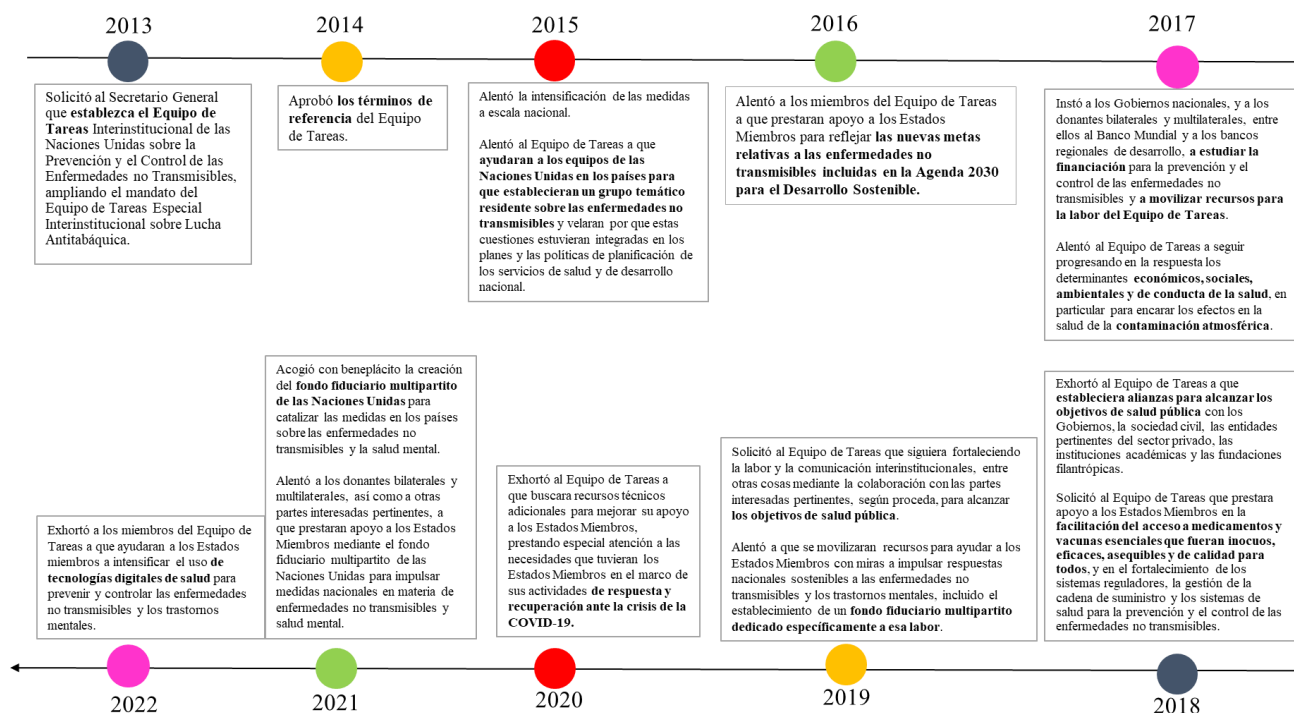 2013
Solicitó al Secretario General
que establezca el Equipo de
Tareas Interinstitucional de las
Naciones Unidas sobre la
Prevención y el Control de las
Enfermedades no Transmisibles,
ampliando el mandato del
Equipo de Tareas Especial
Interinstitucional sobre Lucha
Antitabáquica.
2014
Aprobó los términos de
referencia del Equipo
de Tareas.
2015
Alentó la intensificación de las medidas
a escala nacional.
Alentó al Equipo de Tareas a que
ayudaran a los equipos de las
Naciones Unidas en los países para
que establecieran un grupo temático
residente sobre las enfermedades no
transmisibles y velaran por que estas
cuestiones estuvieran integradas en los
planes y las políticas de planificación de
los servicios de salud y de desarrollo
nacional.
2016
Alentó a los miembros del Equipo de Tareas
a que prestaran apoyo a los Estados
Miembros para reflejar las nuevas metas
relativas a las enfermedades no
transmisibles incluidas en la Agenda 2030
para el Desarrollo Sostenible.
2017
Instó a los Gobiernos nacionales, y a los
donantes bilaterales y multilaterales, entre
ellos al Banco Mundial y a los bancos
regionales de desarrollo, a estudiar la
financiación para la prevención y el
control de las enfermedades no
transmisibles y a movilizar recursos para
la labor del Equipo de Tareas.
Alentó al Equipo de Tareas a seguir
progresando en la respuesta los
determinantes económicos, sociales,
ambientales y de conducta de la salud, en
particular para encarar los efectos en la
salud de la contaminación atmosférica.
Exhortó al Equipo de Tareas a que
estableciera alianzas para alcanzar los
objetivos de salud pública con los
Gobiernos, la sociedad civil, las entidades
pertinentes del sector privado, las
instituciones académicas y las fundaciones
filantrópicas.
Solicitó al Equipo de Tareas que prestara
apoyo a los Estados Miembros en la
facilitación del acceso a medicamentos y
vacunas esenciales que fueran inocuos,
eficaces, asequibles y de calidad para
todos, y en el fortalecimiento de los
sistemas reguladores, la gestión de la
cadena de suministro y los sistemas de
salud para la prevención y el control de las
enfermedades no transmisibles.
2018
Solicitó al Equipo de Tareas que siguiera fortaleciendo
la labor y la comunicación interinstitucionales, entre
otras cosas mediante la colaboración con las partes
interesadas pertinentes, según proceda, para alcanzar
los objetivos de salud pública.
Alentó a que se movilizaran recursos para ayudar a los
Estados Miembros con miras a impulsar respuestas
nacionales sostenibles a las enfermedades no
transmisibles y los trastornos mentales, incluido el
establecimiento de un fondo fiduciario multipartito
dedicado específicamente a esa labor.
2019
Exhortó al Equipo de Tareas a
que buscara recursos técnicos
adicionales para mejorar su apoyo
a los Estados Miembros,
prestando especial atención a las
necesidades que tuvieran los
Estados Miembros en el marco de
sus actividades de respuesta y
recuperación ante la crisis de la
COVID-19.
2020
Acogió con beneplácito la creación
del fondo fiduciario multipartito
de las Naciones Unidas para
catalizar las medidas en los países
sobre las enfermedades no
transmisibles y la salud mental.
Alentó a los donantes bilaterales y
multilaterales, así como a otras
partes interesadas pertinentes, a
que prestaran apoyo a los Estados
Miembros mediante el fondo
fiduciario multipartito de las
Naciones Unidas para impulsar
medidas nacionales en materia de
enfermedades no transmisibles y
salud mental.
2021
Exhortó a los miembros del Equipo de
Tareas a que ayudaran a los Estados
miembros a intensificar el uso de
tecnologías digitales de salud para
prevenir y controlar las enfermedades
no transmisibles y los trastornos
mentales.
2022